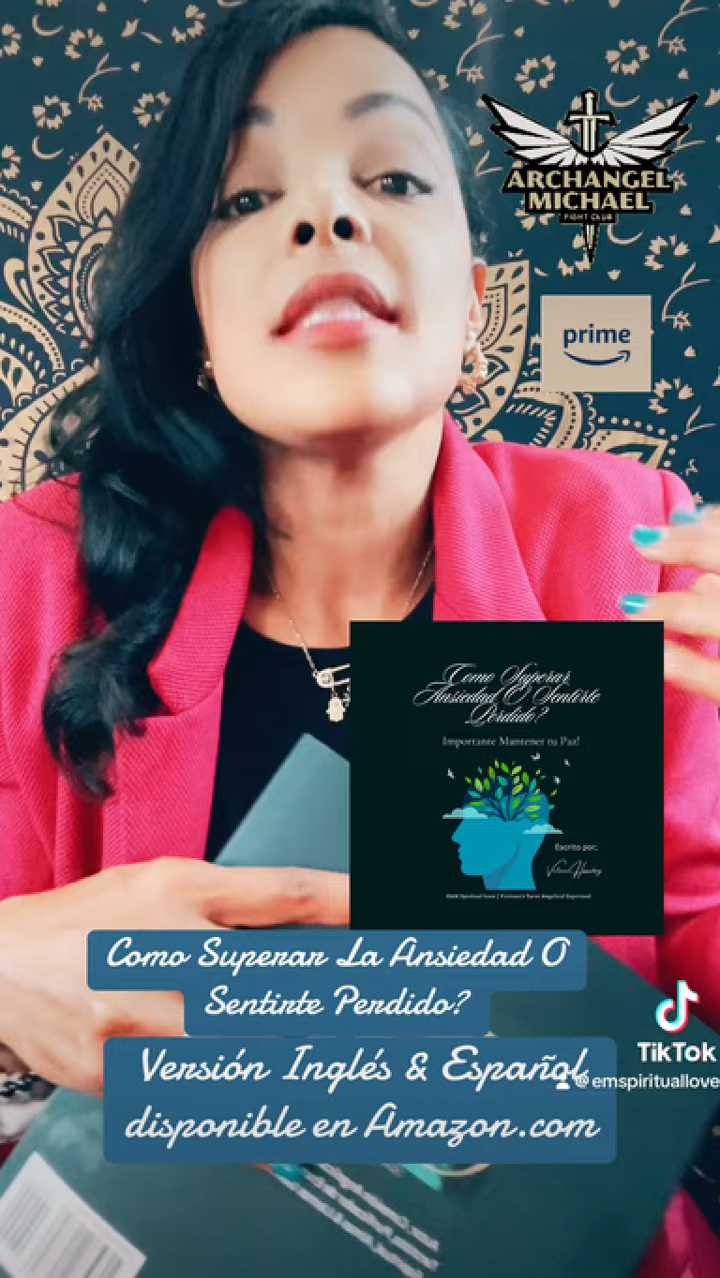 ARCHANGEL
MICHAEL
FIGHT CLUB
prime
Como Superar
Ansiedad O Sentirte
Perdido?
Importante Mantener tu Paz!
Escrito por,
Como Superar La Ansiedad O
Sentirte Perdido?
Versión Inglés & Español
disponible en Amazon.com
TikTok
@emspirituallove